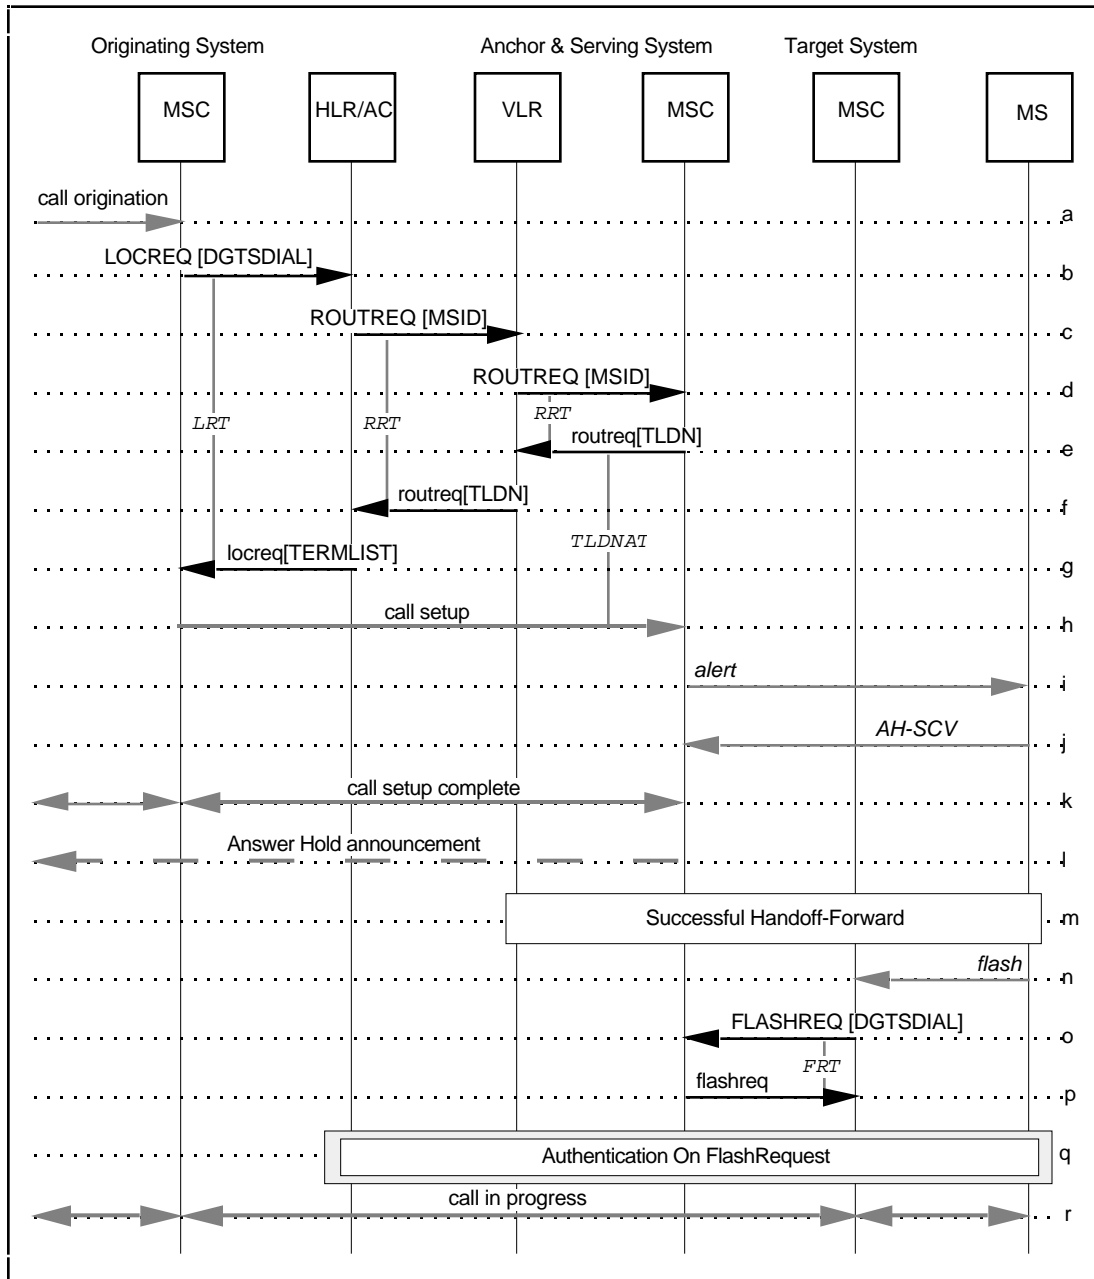 Originating System Anchor & Serving System Target System
MSC HLR/AC VLR MSC MSC MS
call origination a
LOCREQ [DGTSDIAL] b
ROUTREQ [MSID] c
ROUTREQ [MSID] d
LRT RRT RRT
routreq[TLDN] e
routreq[TLDN] f
TLDNAT
locreq[TERMLIST] g
call setup h
alert i
AH-SCV j
call setup complete k
Answer Hold announcement l
Successful Handoff-Forward m
flash n
FLASHREQ [DGTSDIAL] o
FRT
flashreq p
Authentication On FlashRequest q
call in progress r